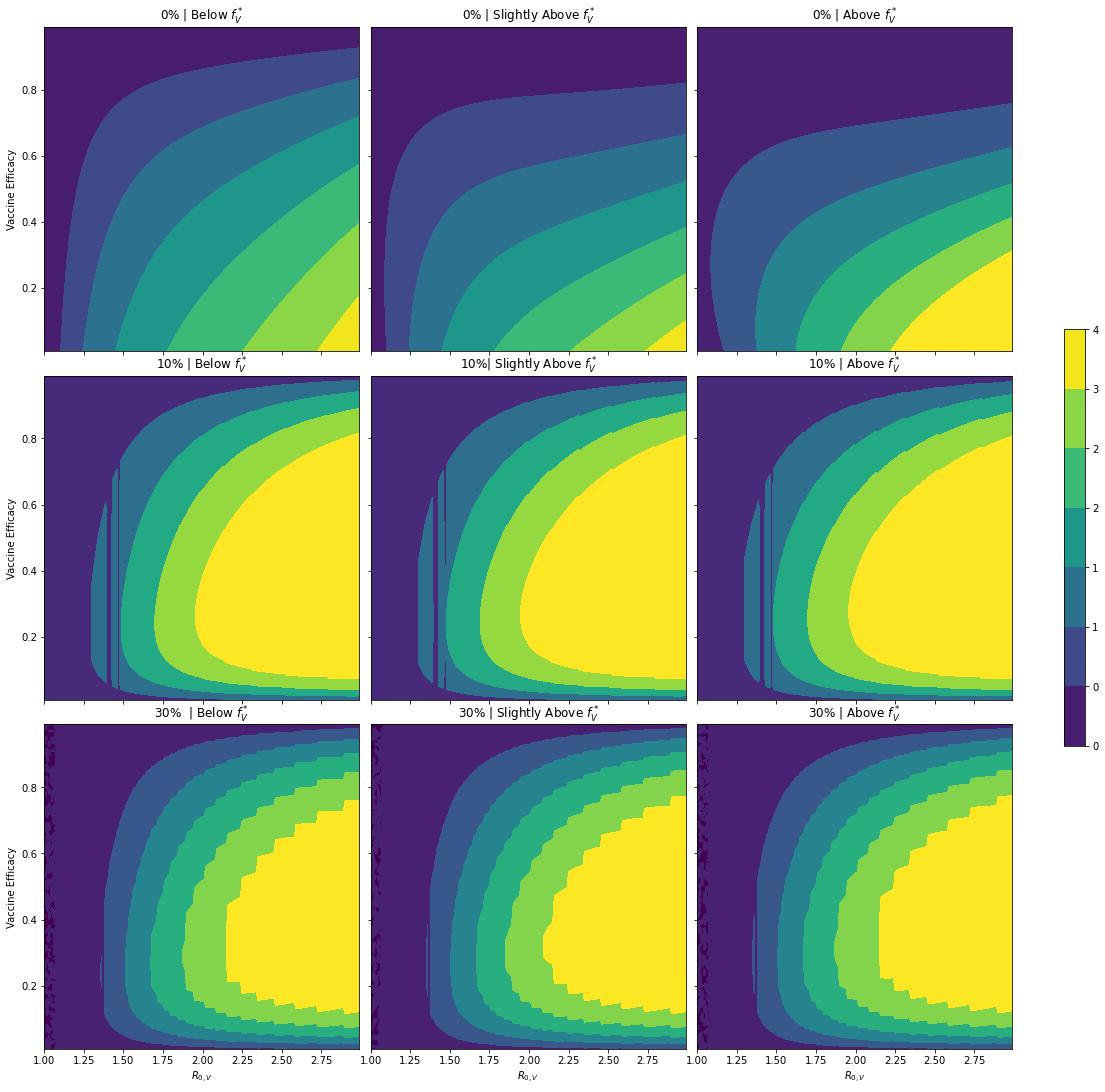 0% | Below $f_V^*$
0% | Slightly Above $f_V^*$
0% | Above $f_V^*$
Vaccine Efficacy
0.8
0.6
0.4
0.2
10% | Below $f_V^*$
10%| Slightly Above $f_V^*$
10% | Above $f_V^*$
Vaccine Efficacy
0.8
0.6
0.4
0.2
4
3
2
2
1
1
0
0
30%  | Below $f_V^*$
30% | Slightly Above $f_V^*$
30% | Above $f_V^*$
Vaccine Efficacy
0.8
0.6
0.4
0.2
1.00 1.25 1.50 1.75 2.00 2.25 2.50 2.75
1.00 1.25 1.50 1.75 2.00 2.25 2.50 2.75
1.00 1.25 1.50 1.75 2.00 2.25 2.50 2.75
$R_{0,V}$
$R_{0,V}$
$R_{0,V}$